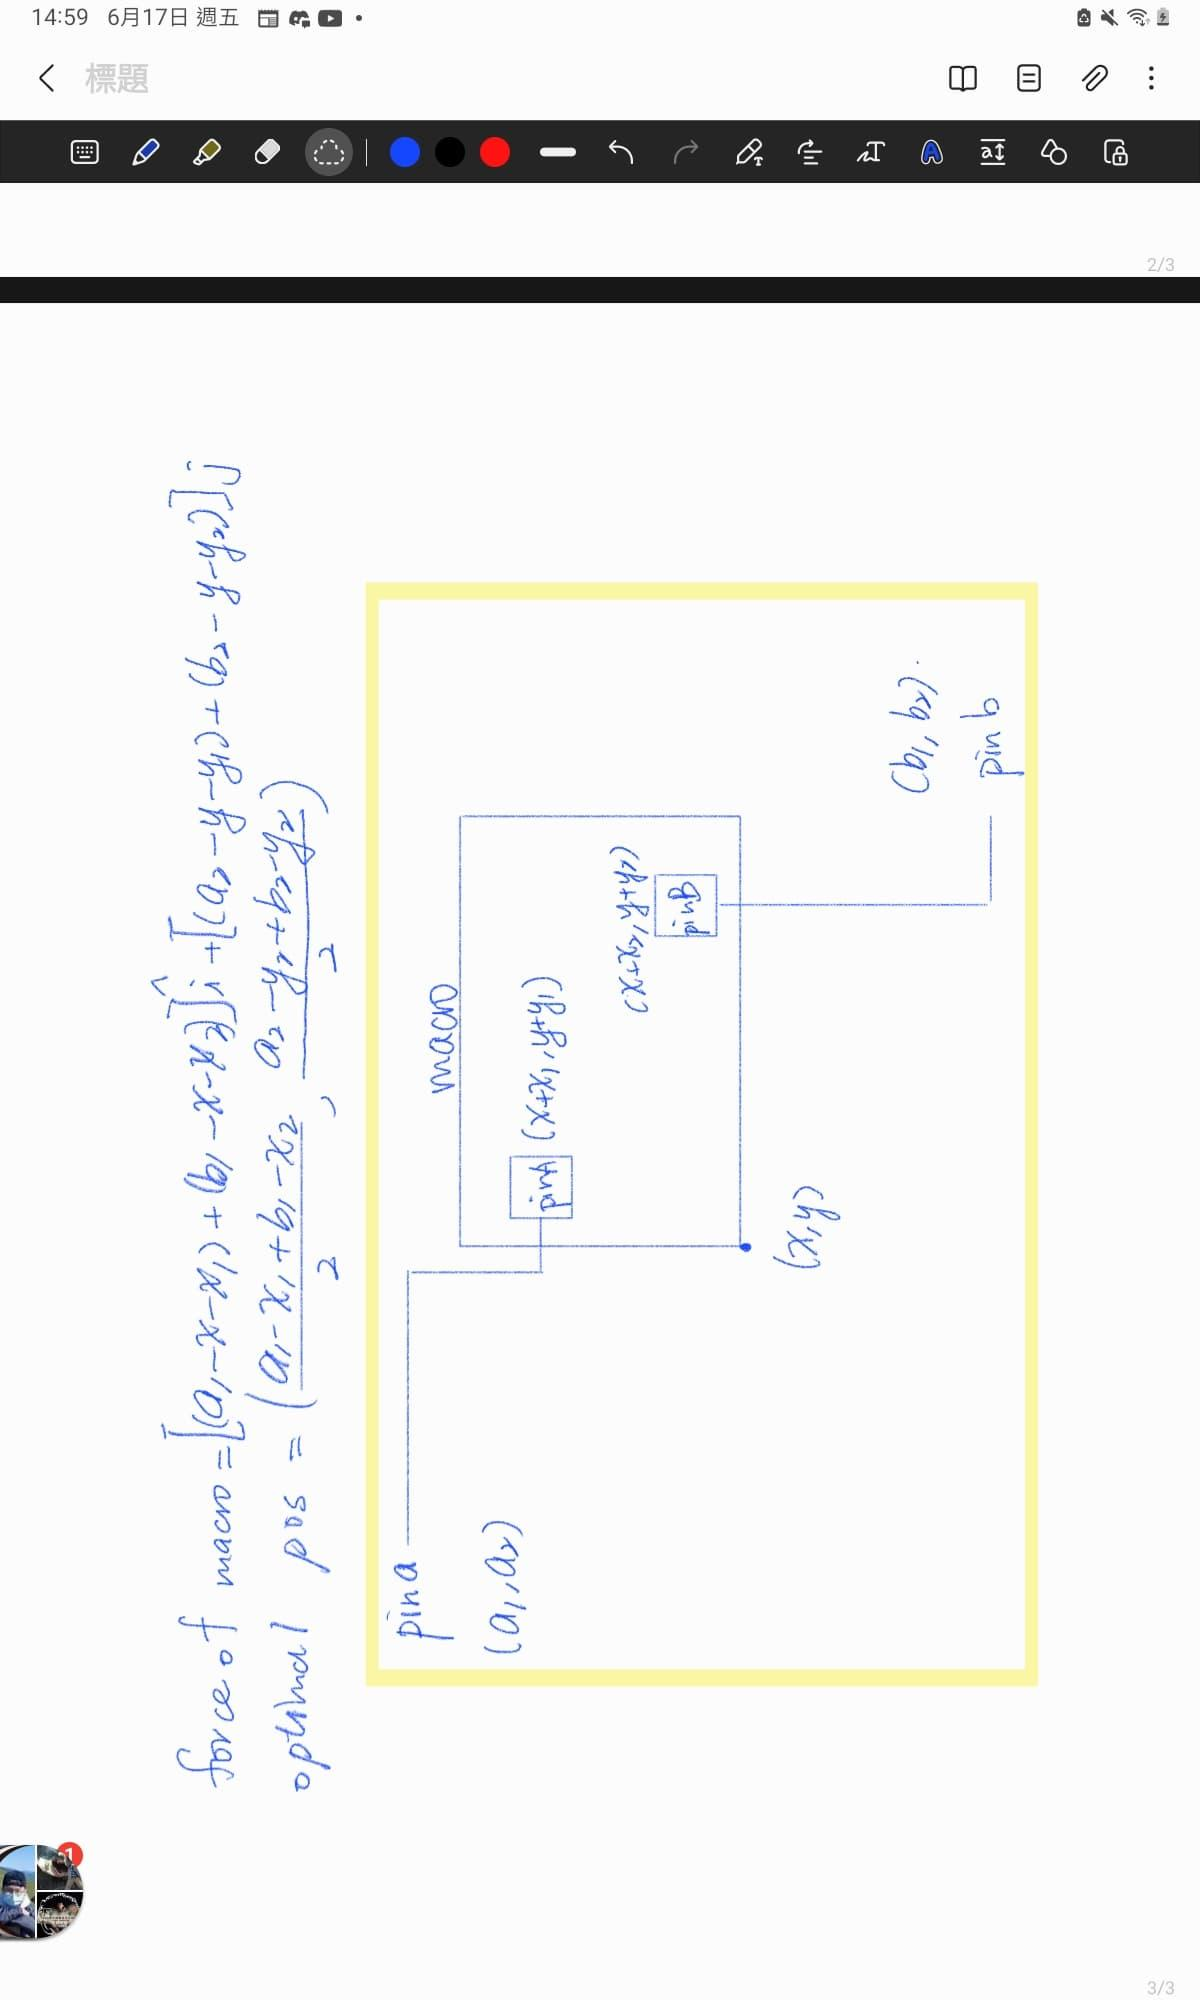 14:59 6月17日 週五
標題
2/3
force of macro = [(a₁-x-x₁)+(b₁-x-x₂)]i + [(a₂-y-y₁)+(b₂-y-y₂)]j
optimal pos = (a₁-x₁+b₁-x₂ / 2 , a₂-y₁+b₂-y₂ / 2)
pin a
(a₁,a₂)
macro
pinA
(x+x₁,y+y₁)
(x+x₂,y+y₂)
pinB
(x,y)
pin b
(b₁,b₂)
1
3/3